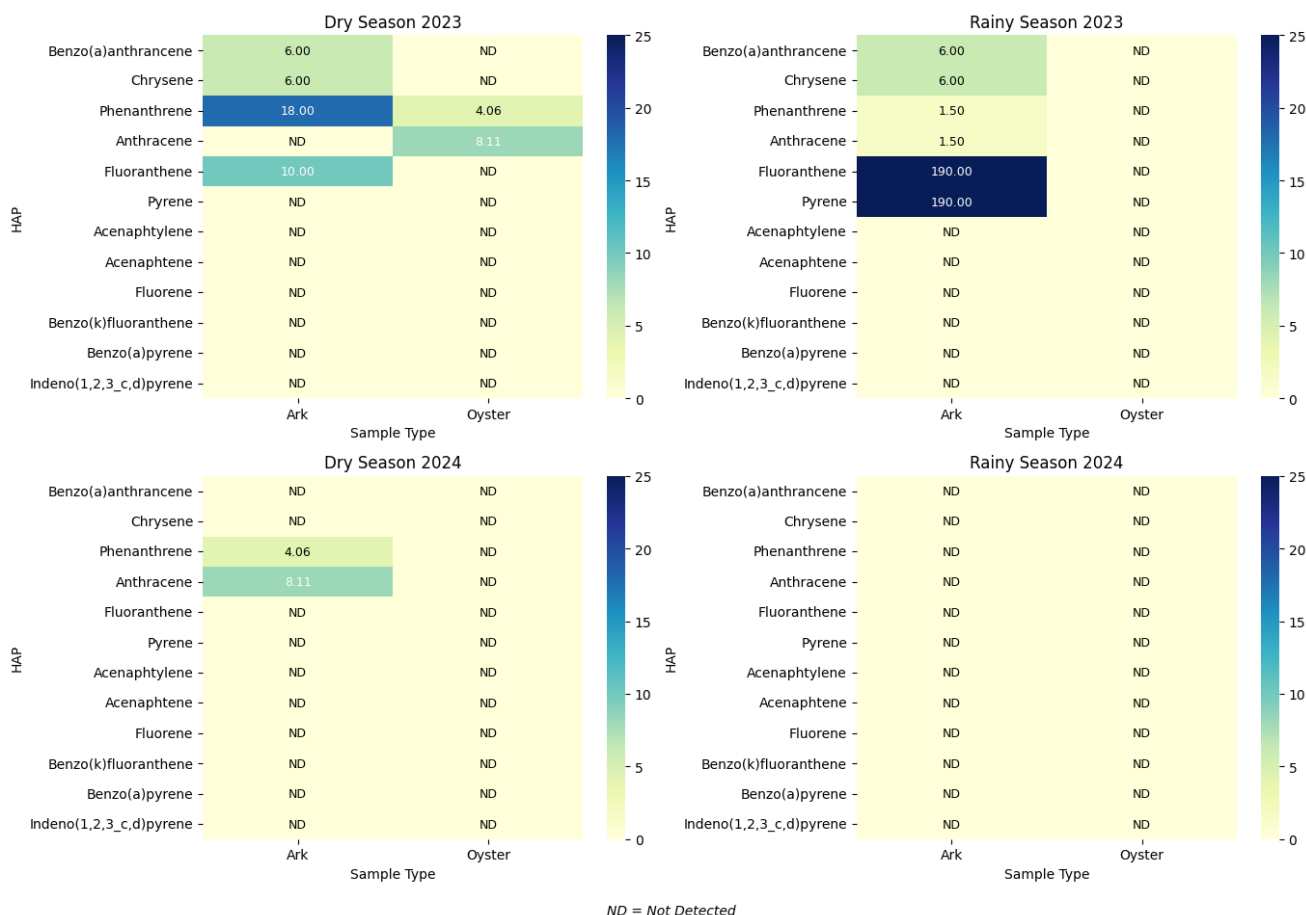 Dry Season 2023
Benzo(a)anthrancene 6.00 ND
Chrysene 6.00 ND
Phenanthrene 18.00 4.06
Anthracene ND 8.11
Fluoranthene 10.00 ND
Pyrene ND ND
Acenaphtylene ND ND
Acenaphtene ND ND
Fluorene ND ND
Benzo(k)fluoranthene ND ND
Benzo(a)pyrene ND ND
Indeno(1,2,3_c,d)pyrene ND ND
HAP
Ark Oyster
Sample Type
25
20
15
10
5
0
Rainy Season 2023
Benzo(a)anthrancene 6.00 ND
Chrysene 6.00 ND
Phenanthrene 1.50 ND
Anthracene 1.50 ND
Fluoranthene 190.00 ND
Pyrene 190.00 ND
Acenaphtylene ND ND
Acenaphtene ND ND
Fluorene ND ND
Benzo(k)fluoranthene ND ND
Benzo(a)pyrene ND ND
Indeno(1,2,3_c,d)pyrene ND ND
HAP
Ark Oyster
Sample Type
25
20
15
10
5
0
Dry Season 2024
Benzo(a)anthrancene ND ND
Chrysene ND ND
Phenanthrene 4.06 ND
Anthracene 8.11 ND
Fluoranthene ND ND
Pyrene ND ND
Acenaphtylene ND ND
Acenaphtene ND ND
Fluorene ND ND
Benzo(k)fluoranthene ND ND
Benzo(a)pyrene ND ND
Indeno(1,2,3_c,d)pyrene ND ND
HAP
Ark Oyster
Sample Type
25
20
15
10
5
0
Rainy Season 2024
Benzo(a)anthrancene ND ND
Chrysene ND ND
Phenanthrene ND ND
Anthracene ND ND
Fluoranthene ND ND
Pyrene ND ND
Acenaphtylene ND ND
Acenaphtene ND ND
Fluorene ND ND
Benzo(k)fluoranthene ND ND
Benzo(a)pyrene ND ND
Indeno(1,2,3_c,d)pyrene ND ND
HAP
Ark Oyster
Sample Type
25
20
15
10
5
0
ND = Not Detected